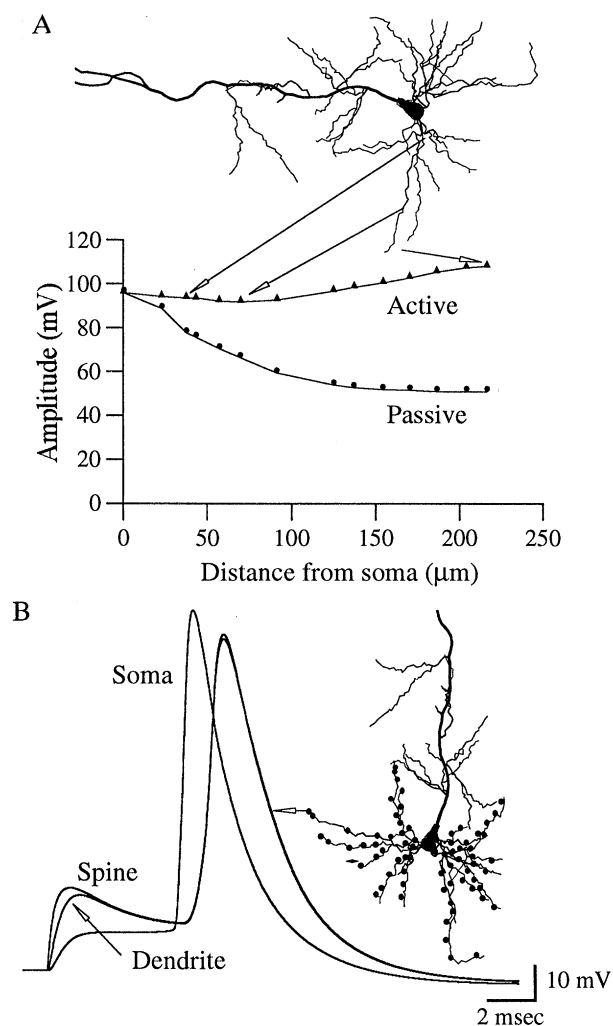 A
120
100
80
60
40
20
0
Amplitude (mV)
Active
Passive
0 50 100 150 200 250
Distance from soma (μm)
B
Soma
Spine
Dendrite
10 mV
2 msec